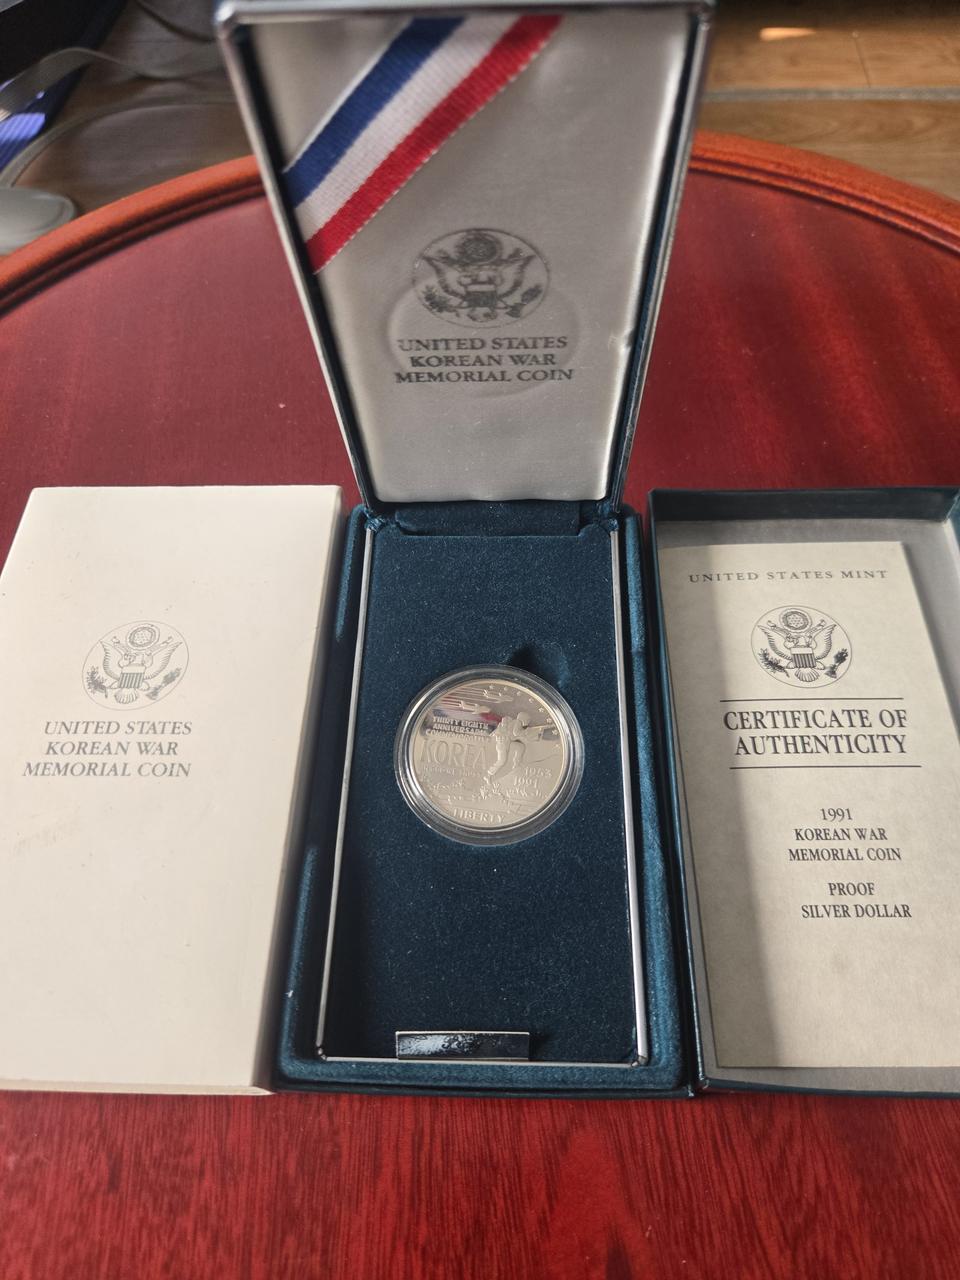 UNITED STATES
KOREAN WAR
MEMORIAL COIN
UNITED STATES
KOREAN WAR
MEMORIAL COIN
THIRTY EIGHTH
ANNIVERSARY
COMMEMORATIVE
KOREA
1953
1991
LIBERTY
UNITED STATES MINT
CERTIFICATE OF
AUTHENTICITY
1991
KOREAN WAR
MEMORIAL COIN
PROOF
SILVER DOLLAR